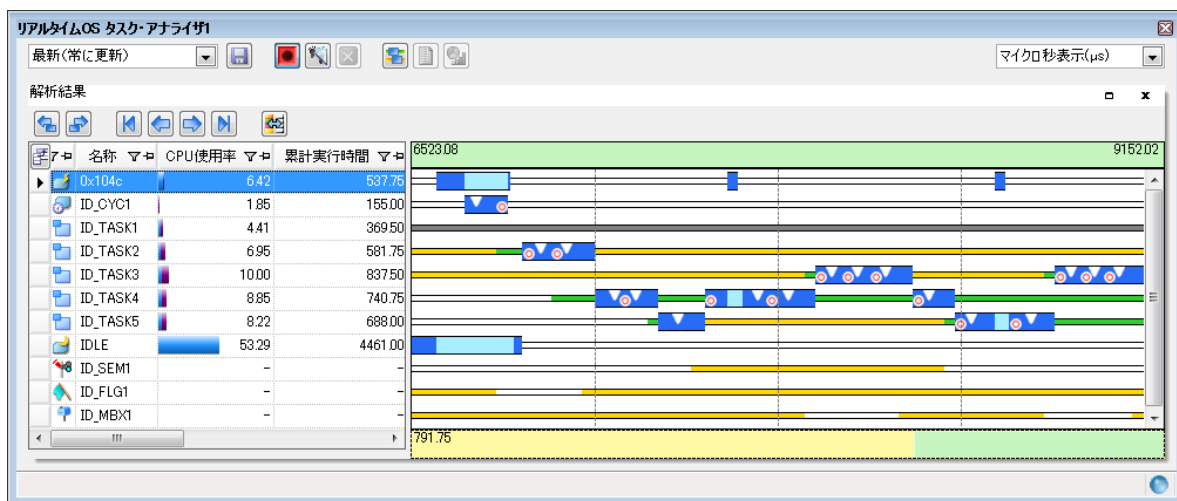 リアルタイムOS タスク・アナライザ1
最新(常に更新)
マイクロ秒表示(μs)
解析結果
名称 CPU使用率 累計実行時間
6523.08 9152.02
0x104c 6.42 537.75
ID_CYC1 1.85 155.00
ID_TASK1 4.41 369.50
ID_TASK2 6.95 581.75
ID_TASK3 10.00 837.50
ID_TASK4 8.85 740.75
ID_TASK5 8.22 688.00
IDLE 53.29 4461.00
ID_SEM1 - -
ID_FLG1 - -
ID_MBX1 - -
791.75